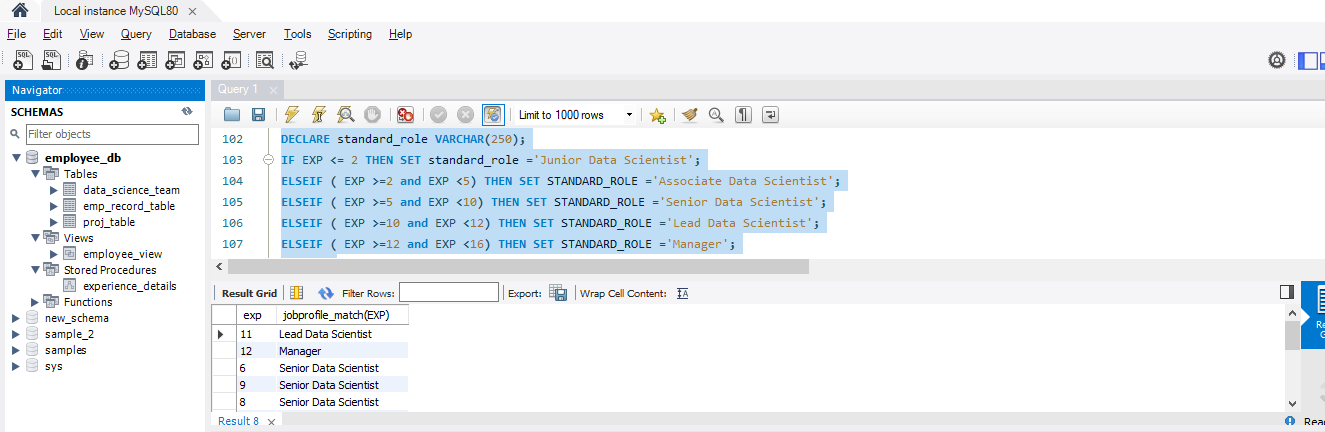 Local instance MySQL80 ×
File Edit View Query Database Server Tools Scripting Help
Navigator
Query 1 ×
SCHEMAS
Filter objects
Limit to 1000 rows
employee_db
Tables
data_science_team
emp_record_table
proj_table
Views
employee_view
Stored Procedures
experience_details
Functions
new_schema
sample_2
samples
sys
102 DECLARE standard_role VARCHAR(250);
103 IF EXP <= 2 THEN SET standard_role ='Junior Data Scientist';
104 ELSEIF ( EXP >=2 and EXP <5) THEN SET STANDARD_ROLE ='Associate Data Scientist';
105 ELSEIF ( EXP >=5 and EXP <10) THEN SET STANDARD_ROLE ='Senior Data Scientist';
106 ELSEIF ( EXP >=10 and EXP <12) THEN SET STANDARD_ROLE ='Lead Data Scientist';
107 ELSEIF ( EXP >=12 and EXP <16) THEN SET STANDARD_ROLE ='Manager';
Result Grid Filter Rows: Export: Wrap Cell Content:
exp jobprofile_match(EXP)
11 Lead Data Scientist
12 Manager
6 Senior Data Scientist
9 Senior Data Scientist
8 Senior Data Scientist
Result 8 ×